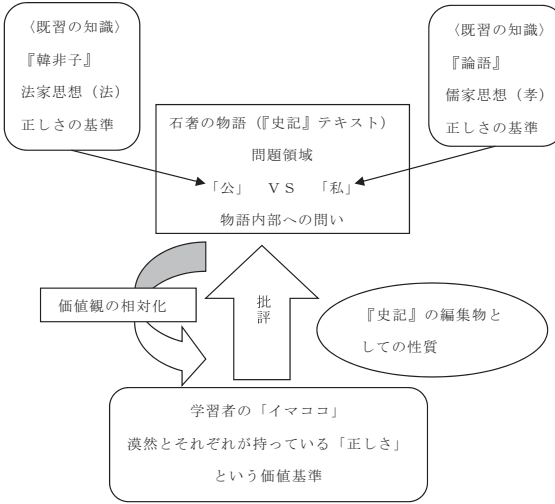 〈既習の知識〉
『韓非子』
法家思想（法）
正しさの基準
〈既習の知識〉
『論語』
儒家思想（孝）
正しさの基準
石奢の物語（『史記』テキスト）
問題領域
「公」　ＶＳ　「私」
物語内部への問い
価値観の相対化
批評
『史記』の編集物と
しての性質
学習者の「イマココ」
漠然とそれぞれが持っている「正しさ」
という価値基準